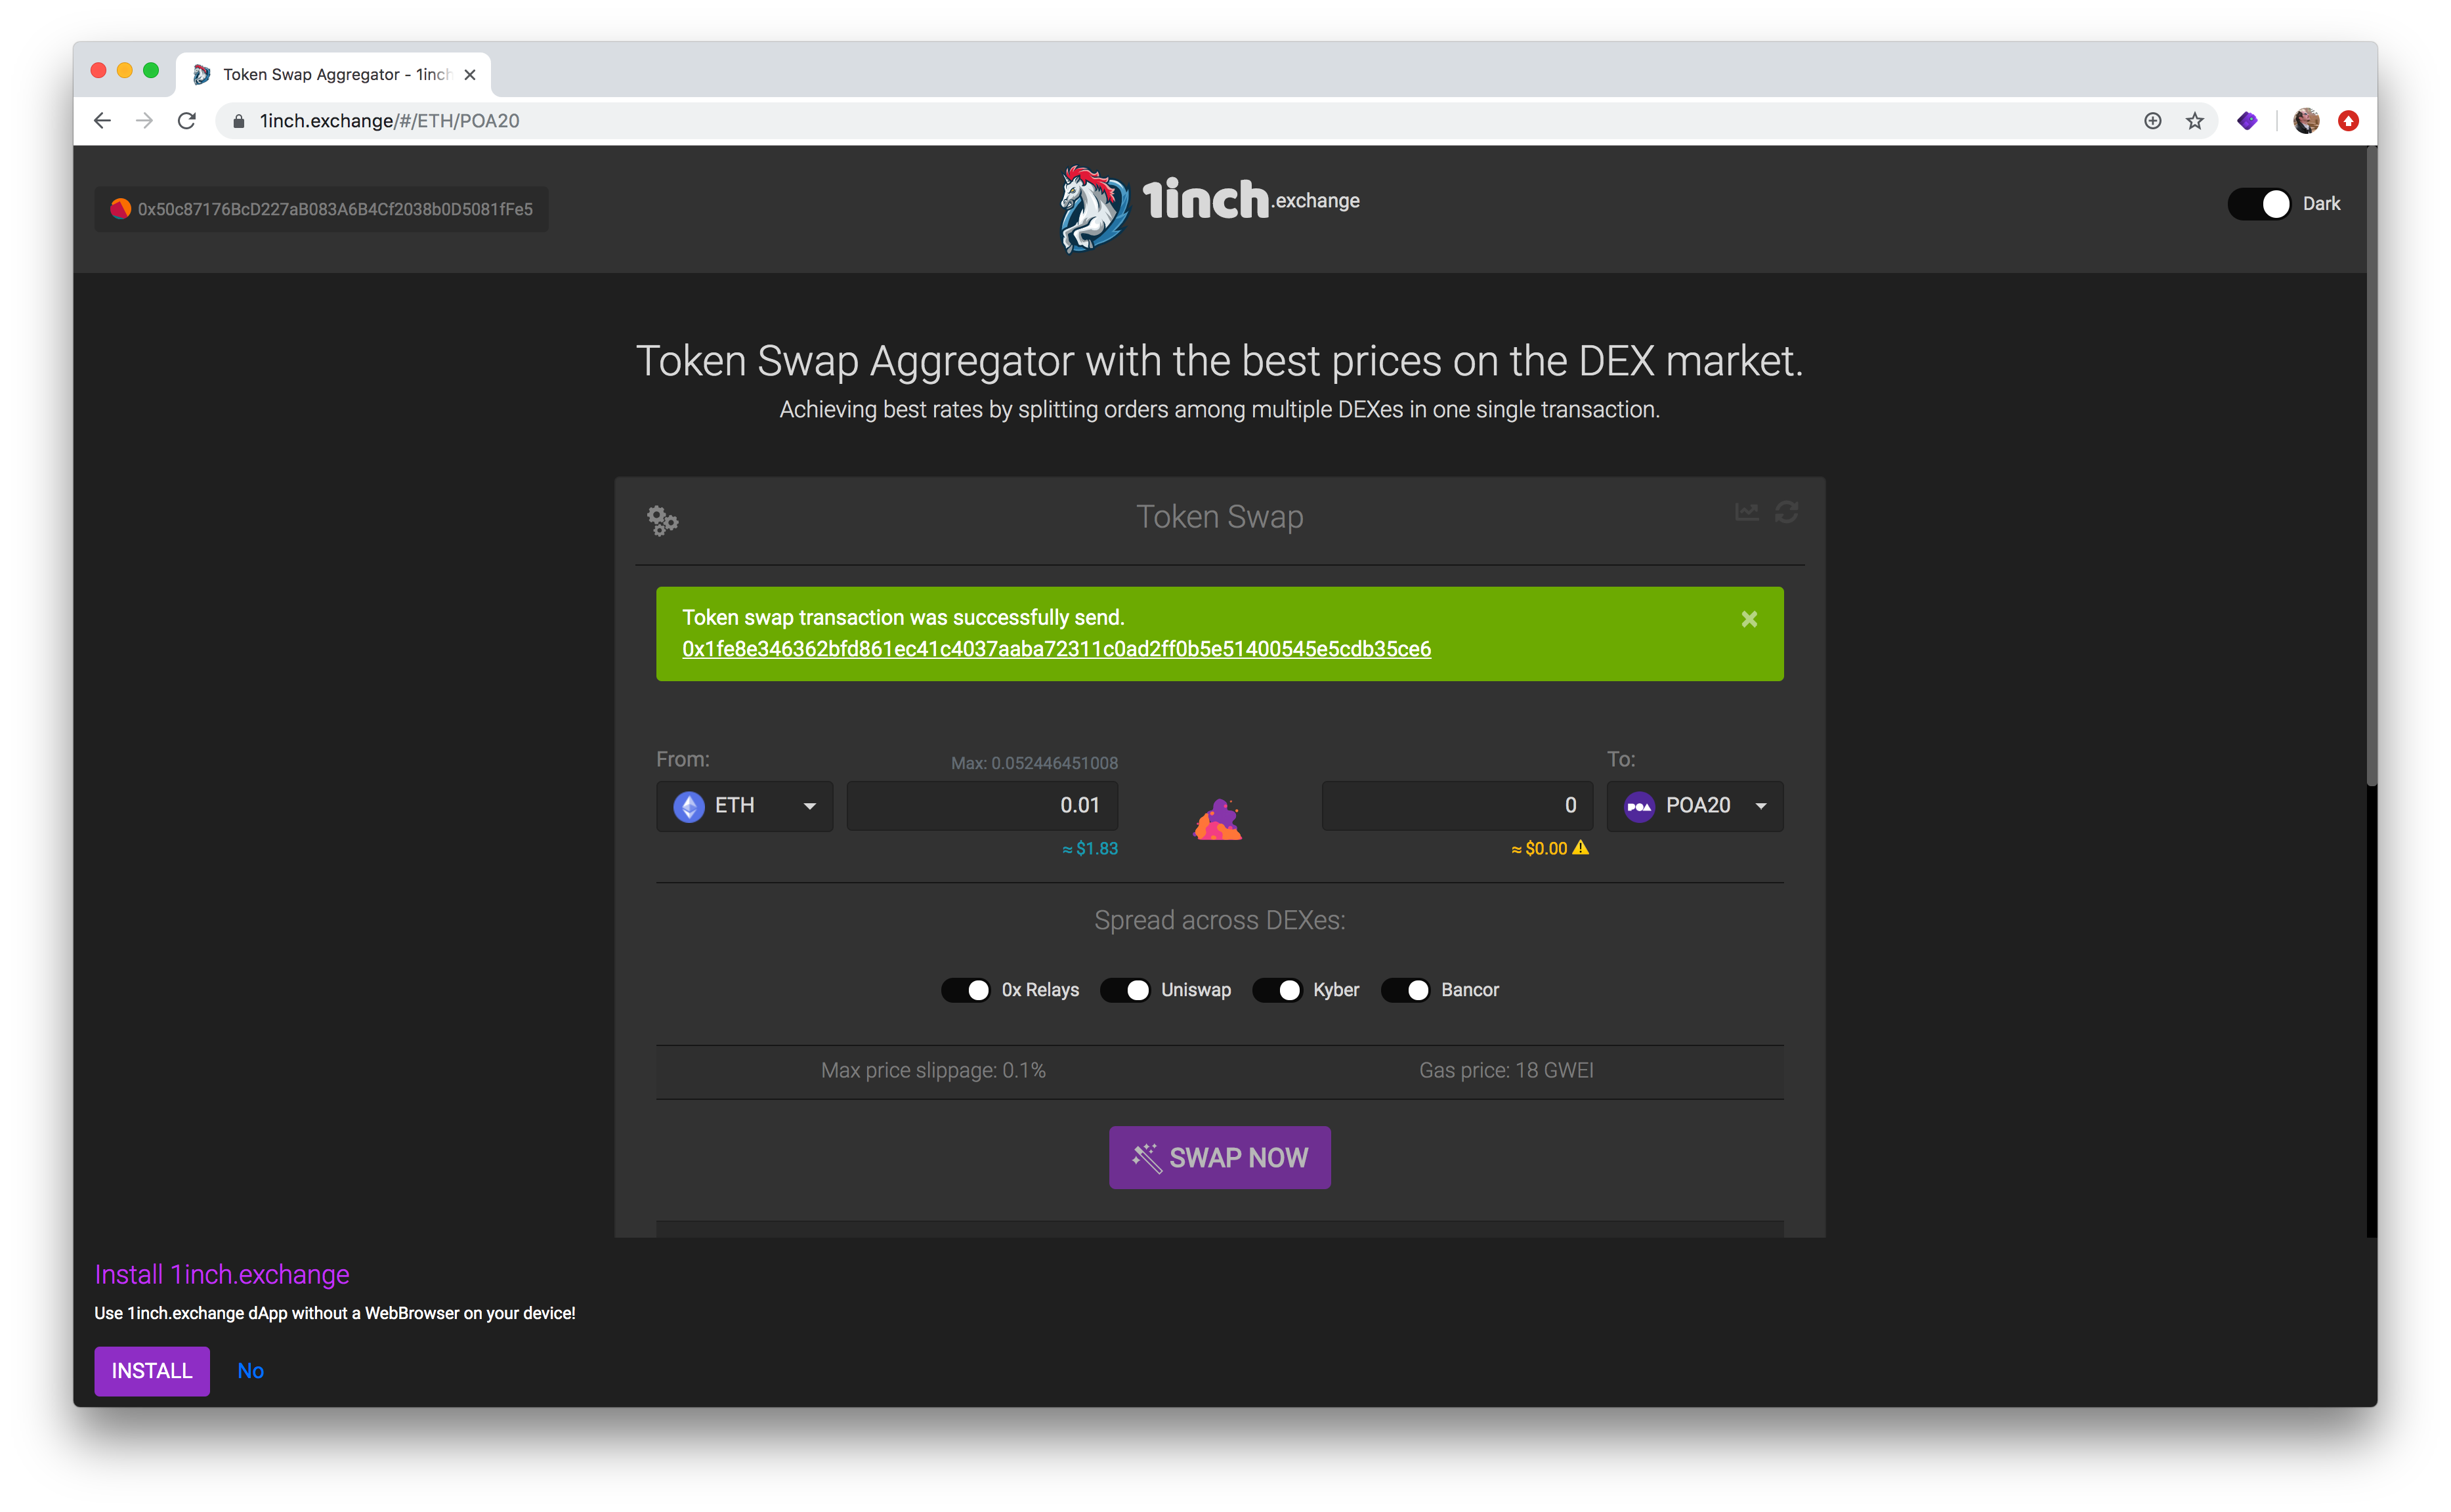 Token Swap Aggregator - 1inch
1inch.exchange/#/ETH/POA20
0x50c87176BcD227aB083A6B4Cf2038b0D5081fFe5
1inch.exchange
Dark
Token Swap Aggregator with the best prices on the DEX market.
Achieving best rates by splitting orders among multiple DEXes in one single transaction.
Token Swap
Token swap transaction was successfully send.
0x1fe8e346362bfd861ec41c4037aaba72311c0ad2ff0b5e51400545e5cdb35ce6
From:
Max: 0.052446451008
To:
ETH
0.01
0
POA
POA20
≈ $1.83
≈ $0.00
Spread across DEXes:
0x Relays
Uniswap
Kyber
Bancor
Max price slippage: 0.1%
Gas price: 18 GWEI
SWAP NOW
Install 1inch.exchange
Use 1inch.exchange dApp without a WebBrowser on your device!
INSTALL
No